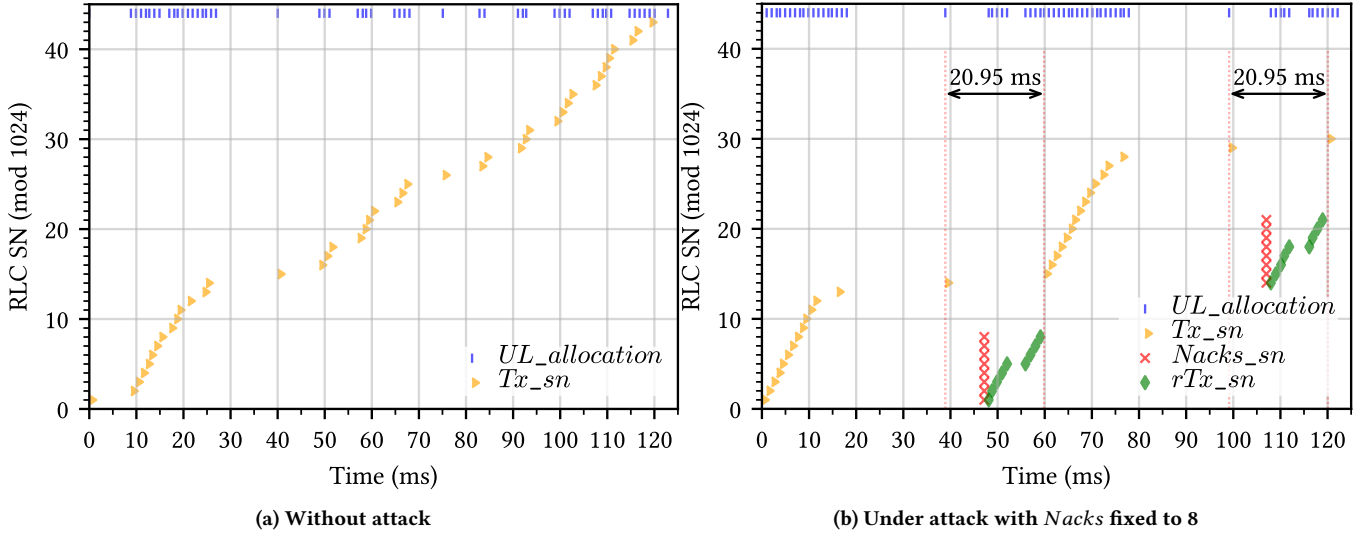 RLC SN (mod 1024)
40
30
20
10
0
UL_allocation
Tx_sn
0 10 20 30 40 50 60 70 80 90 100 110 120
Time (ms)
(a) Without attack
RLC SN (mod 1024)
40
30
20
10
0
20.95 ms
20.95 ms
UL_allocation
Tx_sn
Nacks_sn
rTx_sn
0 10 20 30 40 50 60 70 80 90 100 110 120
Time (ms)
(b) Under attack with Nacks fixed to 8